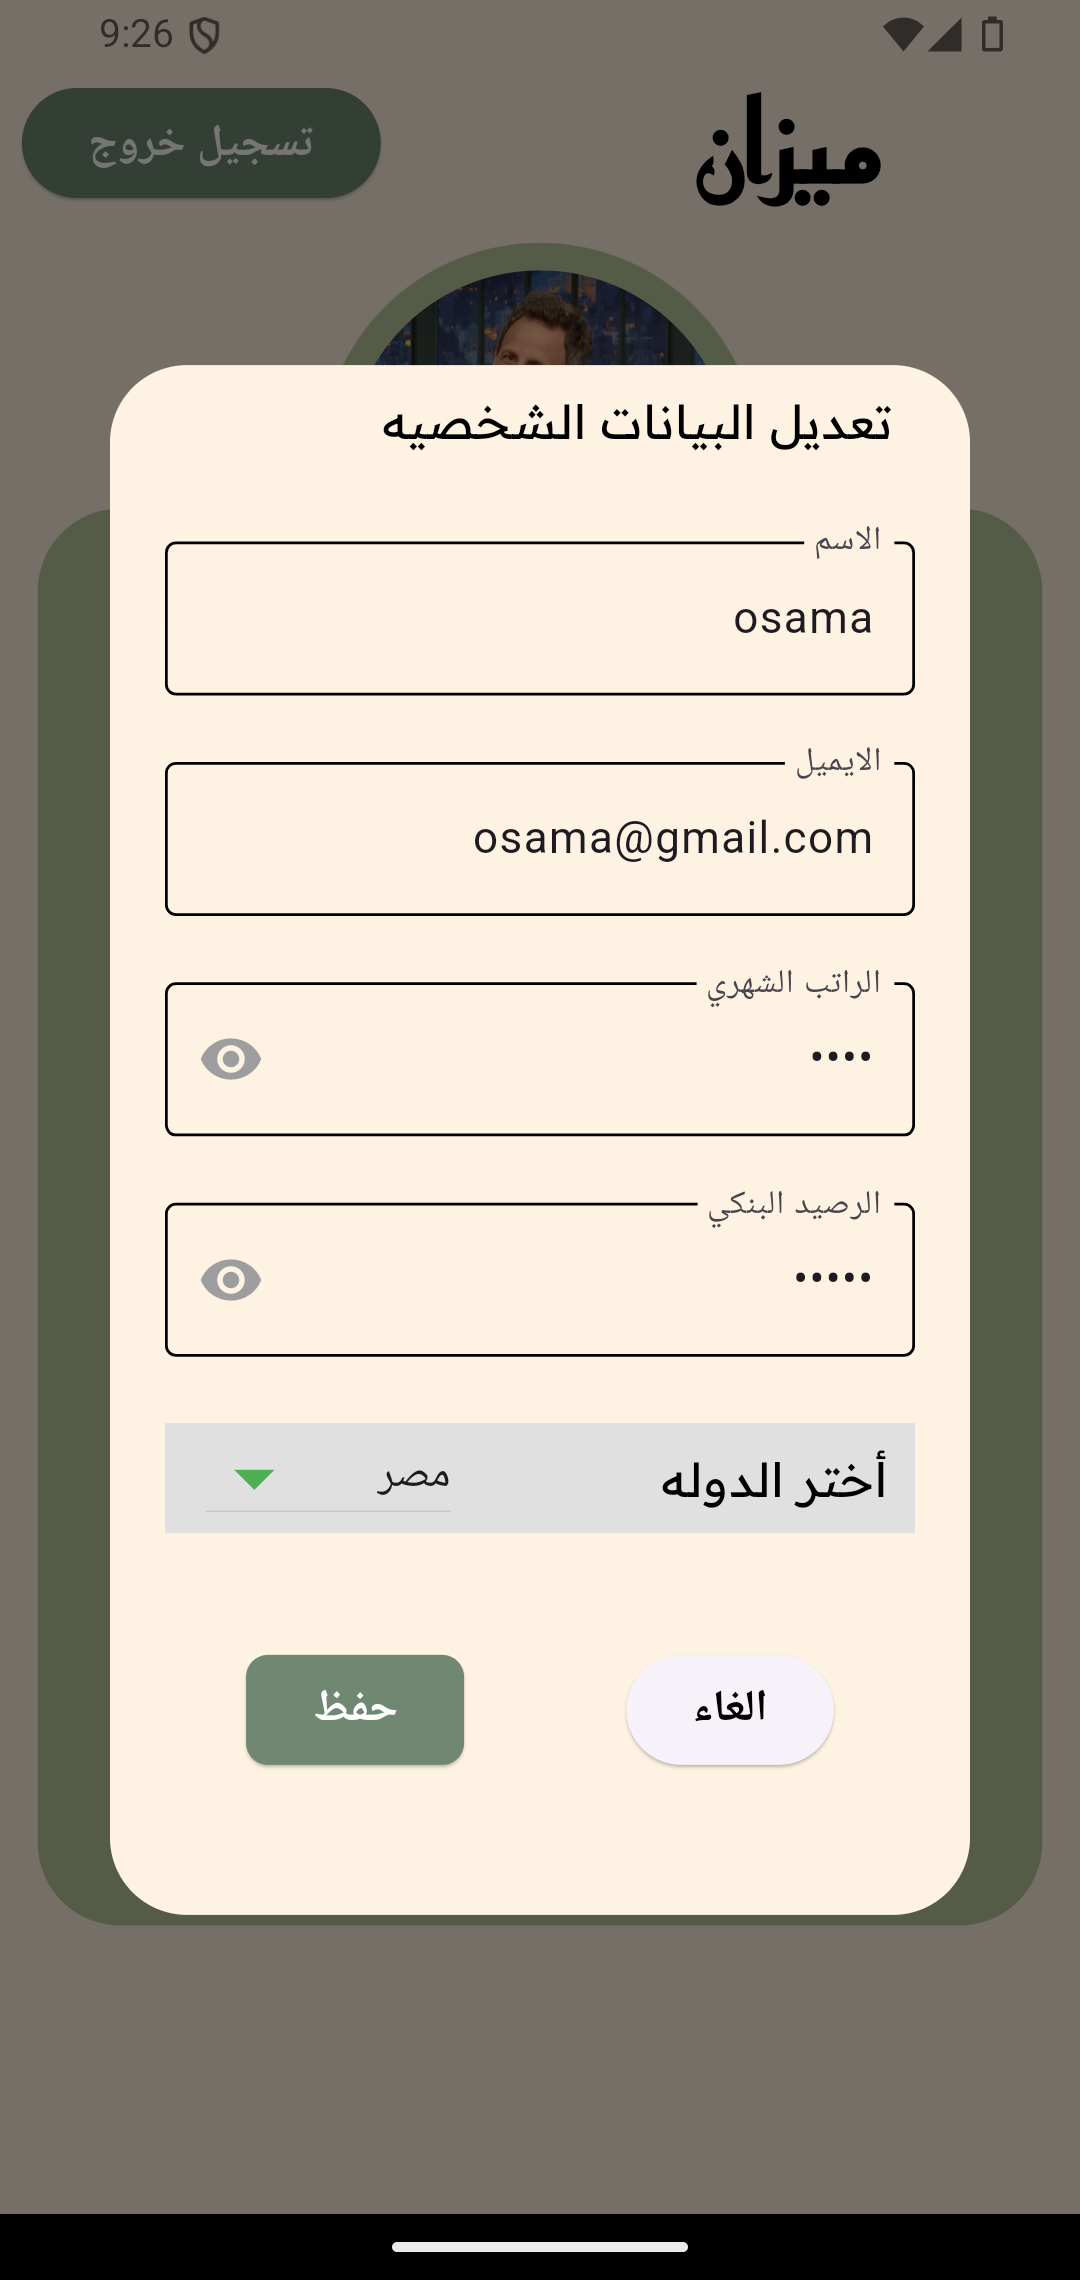 9:26
ميزان
تسجيل خروج
تعديل البيانات الشخصيه
الاسم
osama
الايميل
osama@gmail.com
الراتب الشهري
••••
الرصيد البنكي
•••••
أختر الدوله مصر
الغاء
حفظ